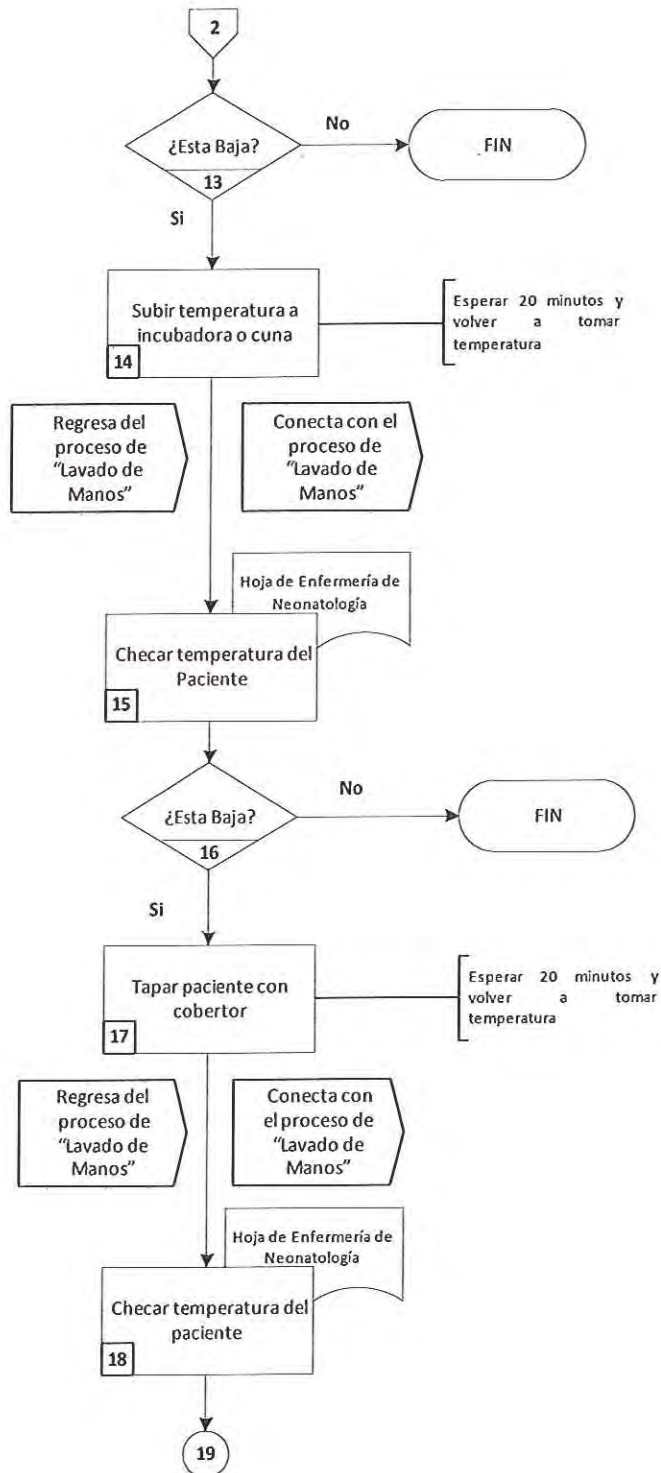 2
¿Esta Baja?
13
No
FIN
Si
Subir temperatura a
incubadora o cuna
14
Esperar 20 minutos y
volver a tomar
temperatura
Regresa del
proceso de
“Lavado de
Manos”
Conecta con el
proceso de
“Lavado de
Manos”
Hoja de Enfermería de
Neonatología
Checar temperatura del
Paciente
15
¿Esta Baja?
16
No
FIN
Si
Tapar paciente con
cobertor
17
Esperar 20 minutos y
volver a tomar
temperatura
Regresa del
proceso de
“Lavado de
Manos”
Conecta con
el proceso de
“Lavado de
Manos”
Hoja de Enfermería de
Neonatología
Checar temperatura del
paciente
18
19